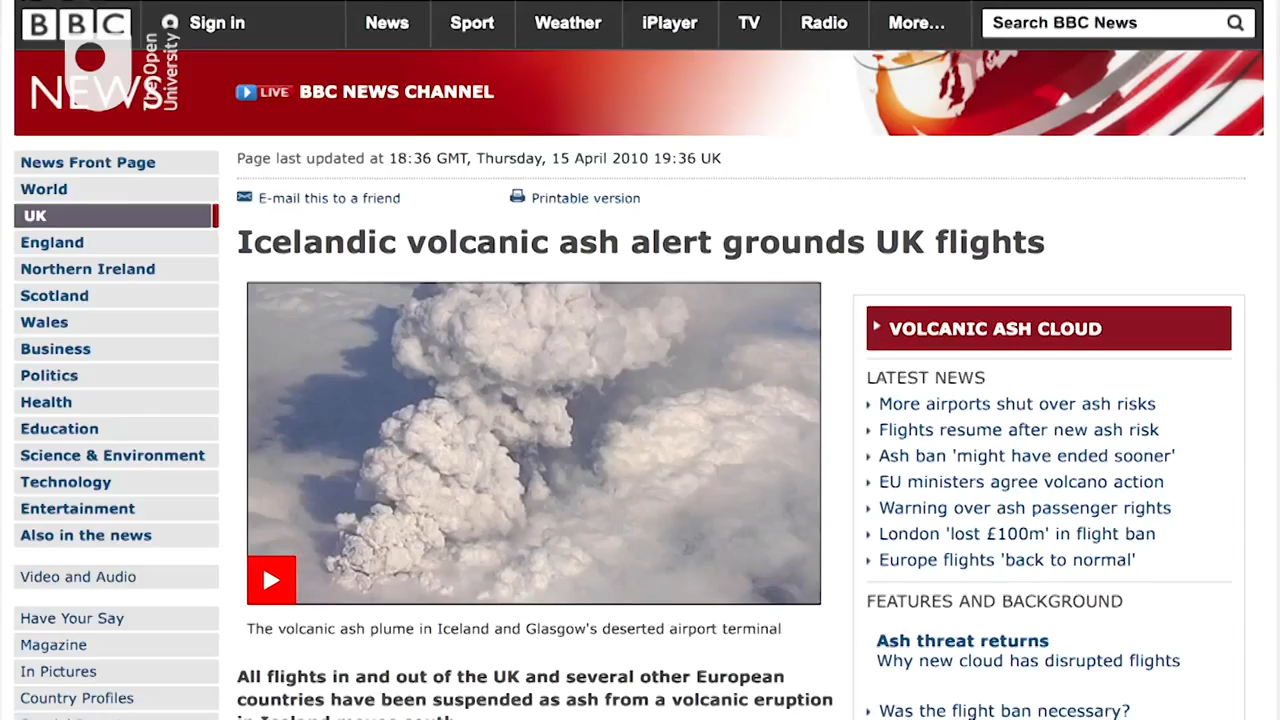 BBC
Sign in
News
Sport
Weather
iPlayer
TV
Radio
More...
Search BBC News
The Open
University
NEWS
LIVE BBC NEWS CHANNEL
News Front Page
World
UK
England
Northern Ireland
Scotland
Wales
Business
Politics
Health
Education
Science & Environment
Technology
Entertainment
Also in the news
Video and Audio
Have Your Say
Magazine
In Pictures
Country Profiles
Page last updated at 18:36 GMT, Thursday, 15 April 2010 19:36 UK
E-mail this to a friend
Printable version
Icelandic volcanic ash alert grounds UK flights
The volcanic ash plume in Iceland and Glasgow's deserted airport terminal
All flights in and out of the UK and several other European
countries have been suspended as ash from a volcanic eruption
in Iceland moves south.
VOLCANIC ASH CLOUD
LATEST NEWS
More airports shut over ash risks
Flights resume after new ash risk
Ash ban 'might have ended sooner'
EU ministers agree volcano action
Warning over ash passenger rights
London 'lost £100m' in flight ban
Europe flights 'back to normal'
FEATURES AND BACKGROUND
Ash threat returns
Why new cloud has disrupted flights
Was the flight ban necessary?